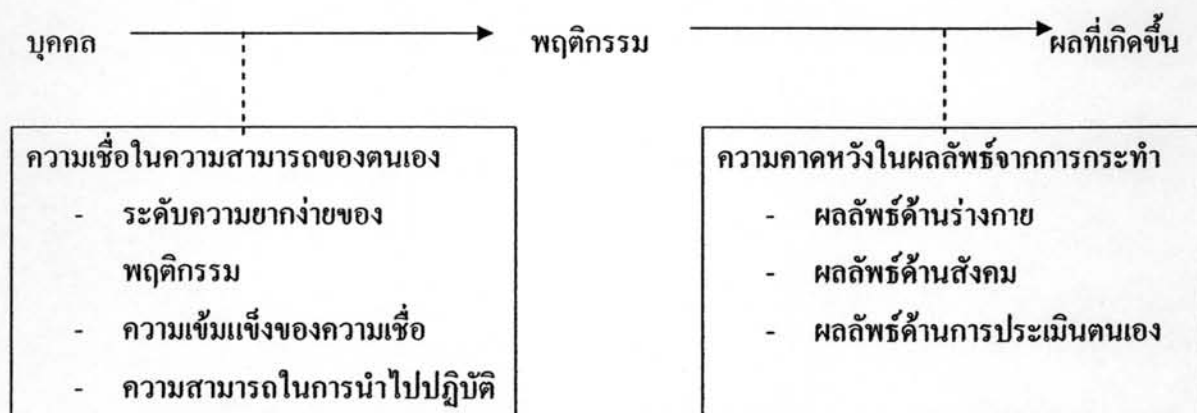 บุคคล พฤติกรรม ผลที่เกิดขึ้น
ความเชื่อในความสามารถของตนเอง
- ระดับความยากง่ายของ
พฤติกรรม
- ความเข้มแข็งของความเชื่อ
- ความสามารถในการนำไปปฏิบัติ
ความคาดหวังในผลลัพธ์จากการกระทำ
- ผลลัพธ์ด้านร่างกาย
- ผลลัพธ์ด้านสังคม
- ผลลัพธ์ด้านการประเมินตนเอง